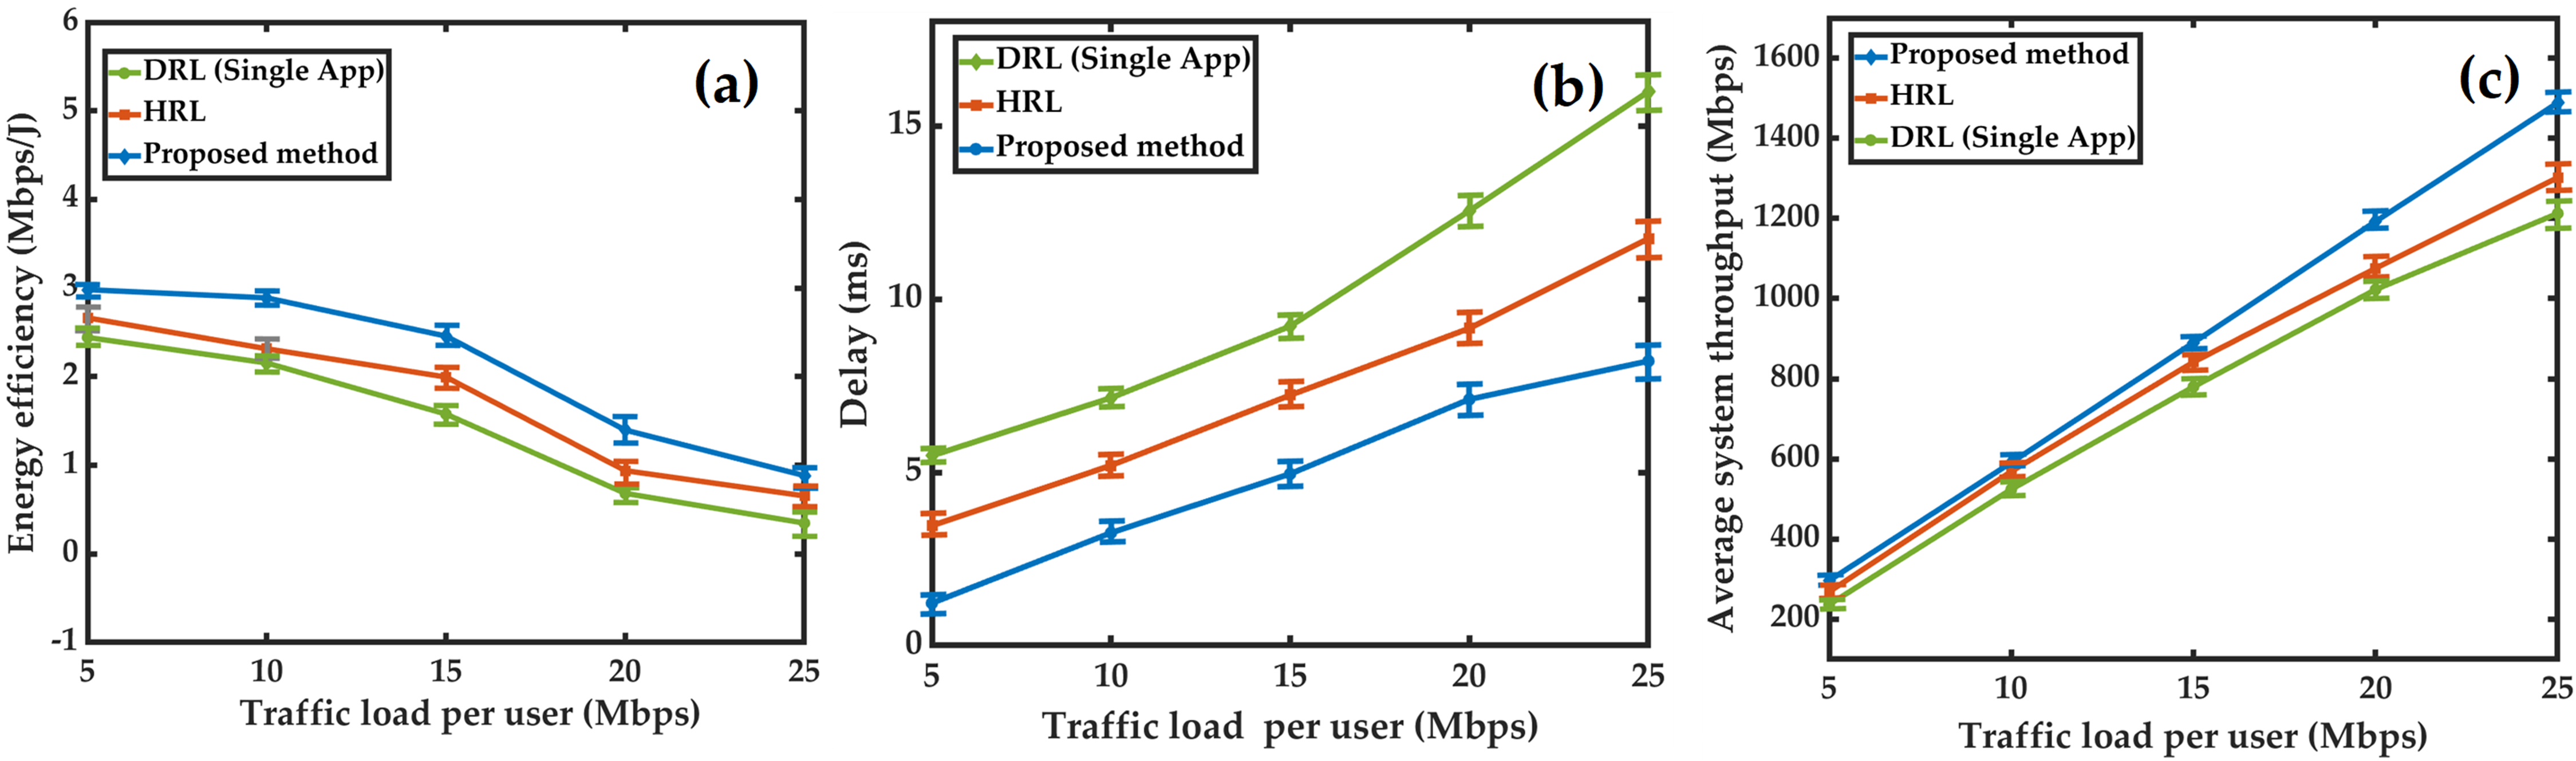 (a)
DRL (Single App)
HRL
Proposed method
Energy efficiency (Mbps/J)
6
5
4
3
2
1
0
-1
5 10 15 20 25
Traffic load per user (Mbps)
(b)
DRL (Single App)
HRL
Proposed method
Delay (ms)
15
10
5
0
5 10 15 20 25
Traffic load per user (Mbps)
(c)
Proposed method
HRL
DRL (Single App)
Average system throughput (Mbps)
1600
1400
1200
1000
800
600
400
200
5 10 15 20 25
Traffic load per user (Mbps)